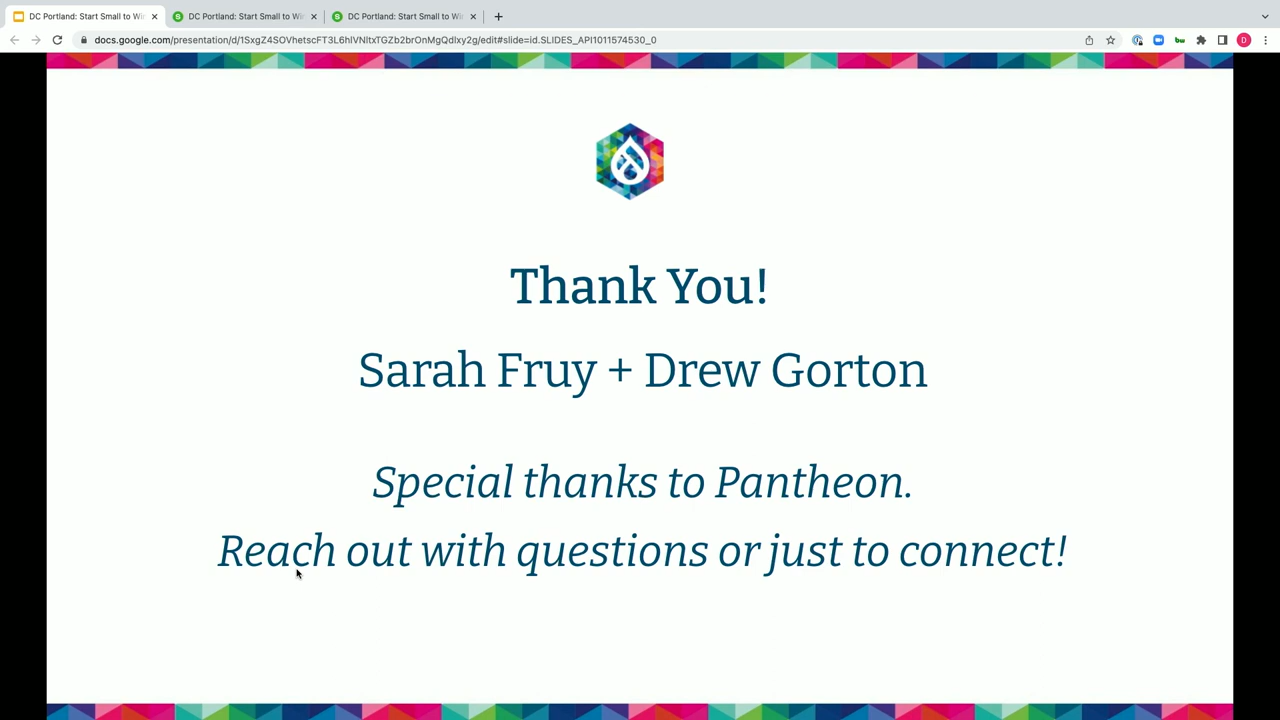 DC Portland: Start Small to Wi
DC Portland: Start Small to Wi
DC Portland: Start Small to Wi
docs.google.com/presentation/d/1SxgZ4SOVhetscFT3L6hIVNltxTGZb2brOnMgQdlxy2g/edit#slide=id.SLIDES_API1011574530_0
Thank You!
Sarah Fruy + Drew Gorton
Special thanks to Pantheon.
Reach out with questions or just to connect!